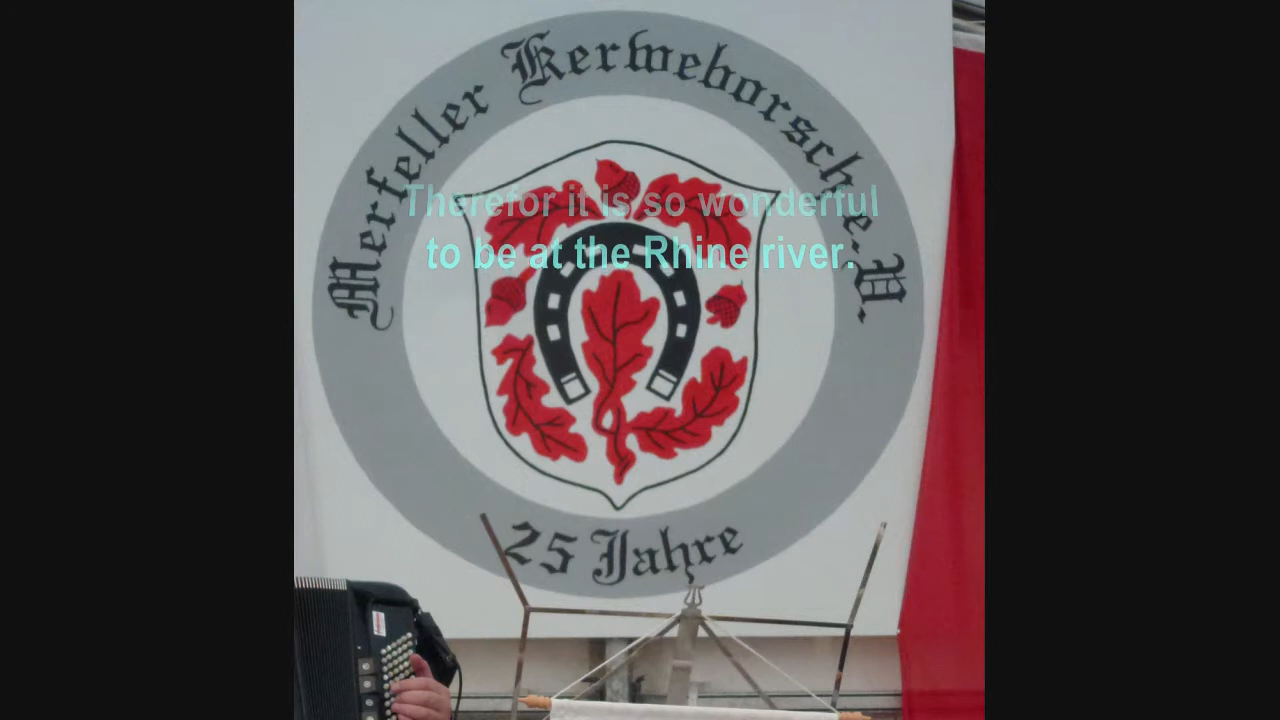 Merfeller Kerweborsche e.V.
Therefor it is so wonderful
to be at the Rhine river.
25 Jahre